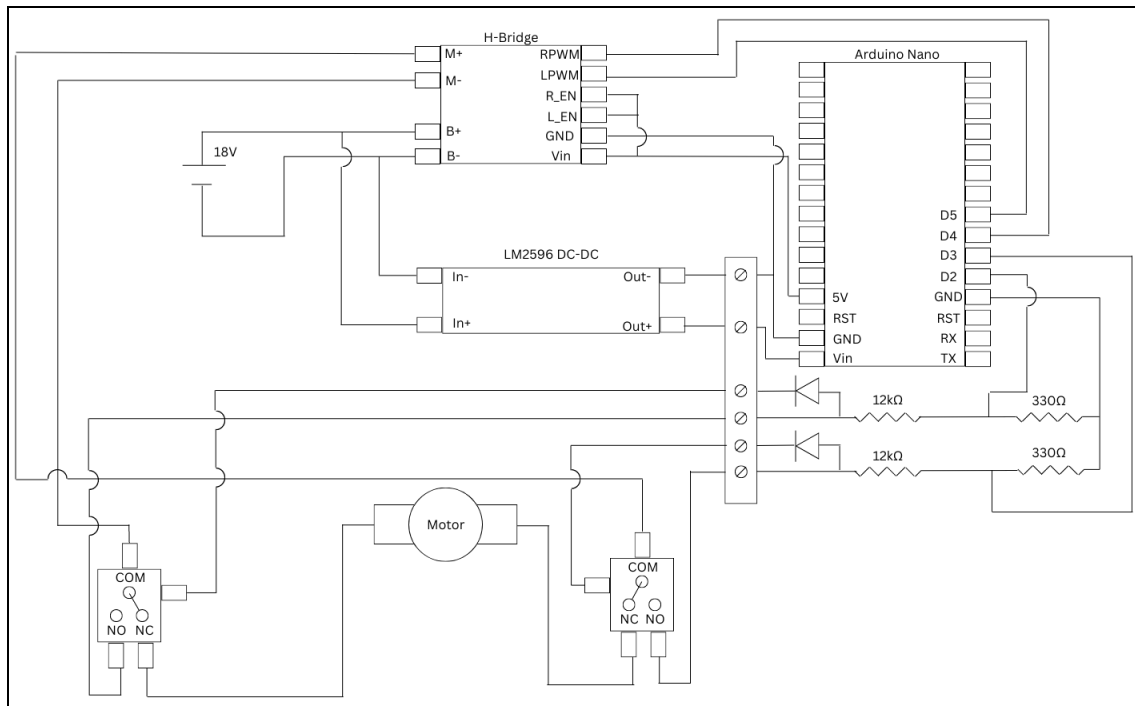 H-Bridge
M+
M-
B+
B-
RPWM
LPWM
R_EN
L_EN
GND
Vin
18V
Arduino Nano
D5
D4
D3
D2
GND
RST
RX
TX
5V
RST
GND
Vin
LM2596 DC-DC
In-
In+
Out-
Out+
12kΩ
330Ω
12kΩ
330Ω
Motor
COM
NO NC
COM
NC NO